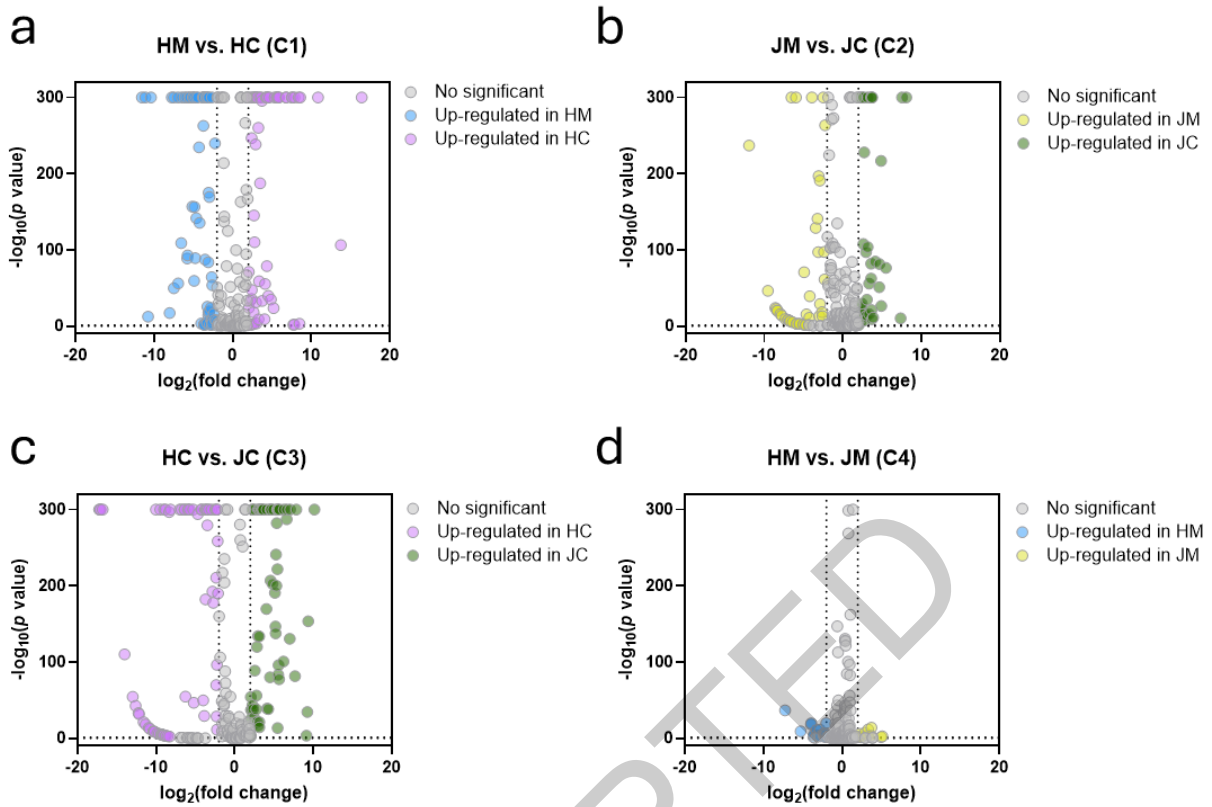 a
HM vs. HC (C1)
300
200
100
0
-20
-10
0
10
20
-log10(p value)
log2(fold change)
No significant
Up-regulated in HM
Up-regulated in HC
b
JM vs. JC (C2)
300
200
100
0
-20
-10
0
10
20
-log10(p value)
log2(fold change)
No significant
Up-regulated in JM
Up-regulated in JC
c
HC vs. JC (C3)
300
200
100
0
-20
-10
0
10
20
-log10(p value)
log2(fold change)
No significant
Up-regulated in HC
Up-regulated in JC
d
HM vs. JM (C4)
300
200
100
0
-20
-10
0
10
20
-log10(p value)
log2(fold change)
No significant
Up-regulated in HM
Up-regulated in JM
PTED